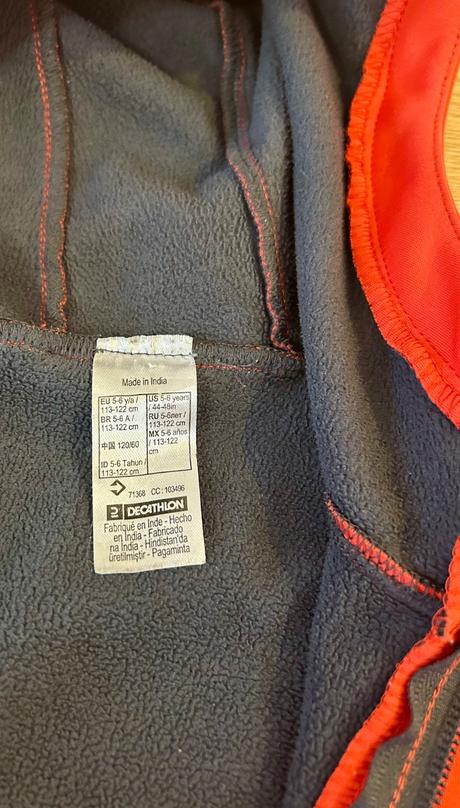 Made in India
EU 5-6 y/a /
113-122 cm
BR 5-6 A /
113-122 cm
中国 120/60
ID 5-6 Tahun /
113-122 cm
US 5-6 years
/ 44-48in
RU 5-6лет /
113-122 cm
MX 5-6 años
/ 113-122
cm
71368 CC : 103496
DECATHLON
Fabriqué en Inde - Hecho
en India - Fabricado
na Índia - Hindistan'da
üretilmiştir - Pagaminta